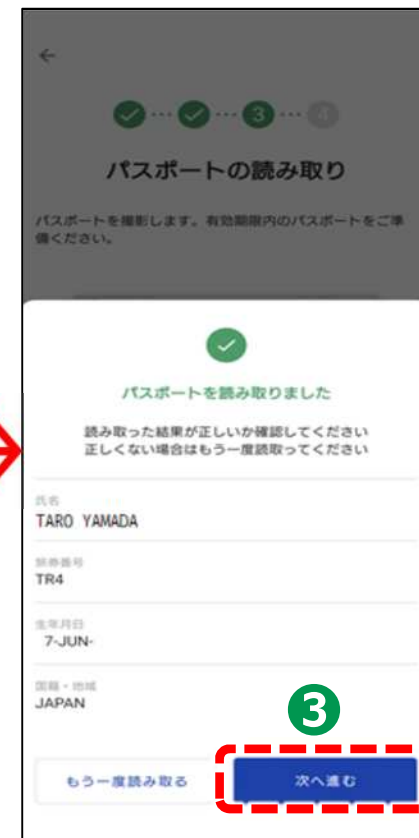 3
4
パスポートの読み取り
パスポートを撮影します。有効期限内のパスポートをご準
備ください。
パスポートを読み取りました
読み取った結果が正しいか確認してください
正しくない場合はもう一度読取ってください
氏名
TARO YAMADA
旅券番号
TR4
生年月日
7-JUN-
国籍・地域
JAPAN
3
もう一度読み取る
次へ進む